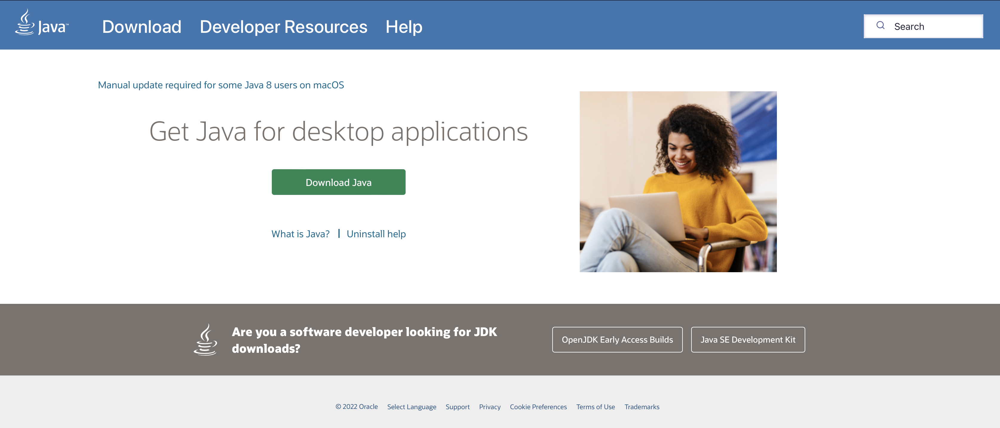 Java™
Download
Developer Resources
Help
Search
Manual update required for some Java 8 users on macOS
Get Java for desktop applications
Download Java
What is Java? | Uninstall help
Are you a software developer looking for JDK
downloads?
OpenJDK Early Access Builds
Java SE Development Kit
© 2022 Oracle
Select Language
Support
Privacy
Cookie Preferences
Terms of Use
Trademarks